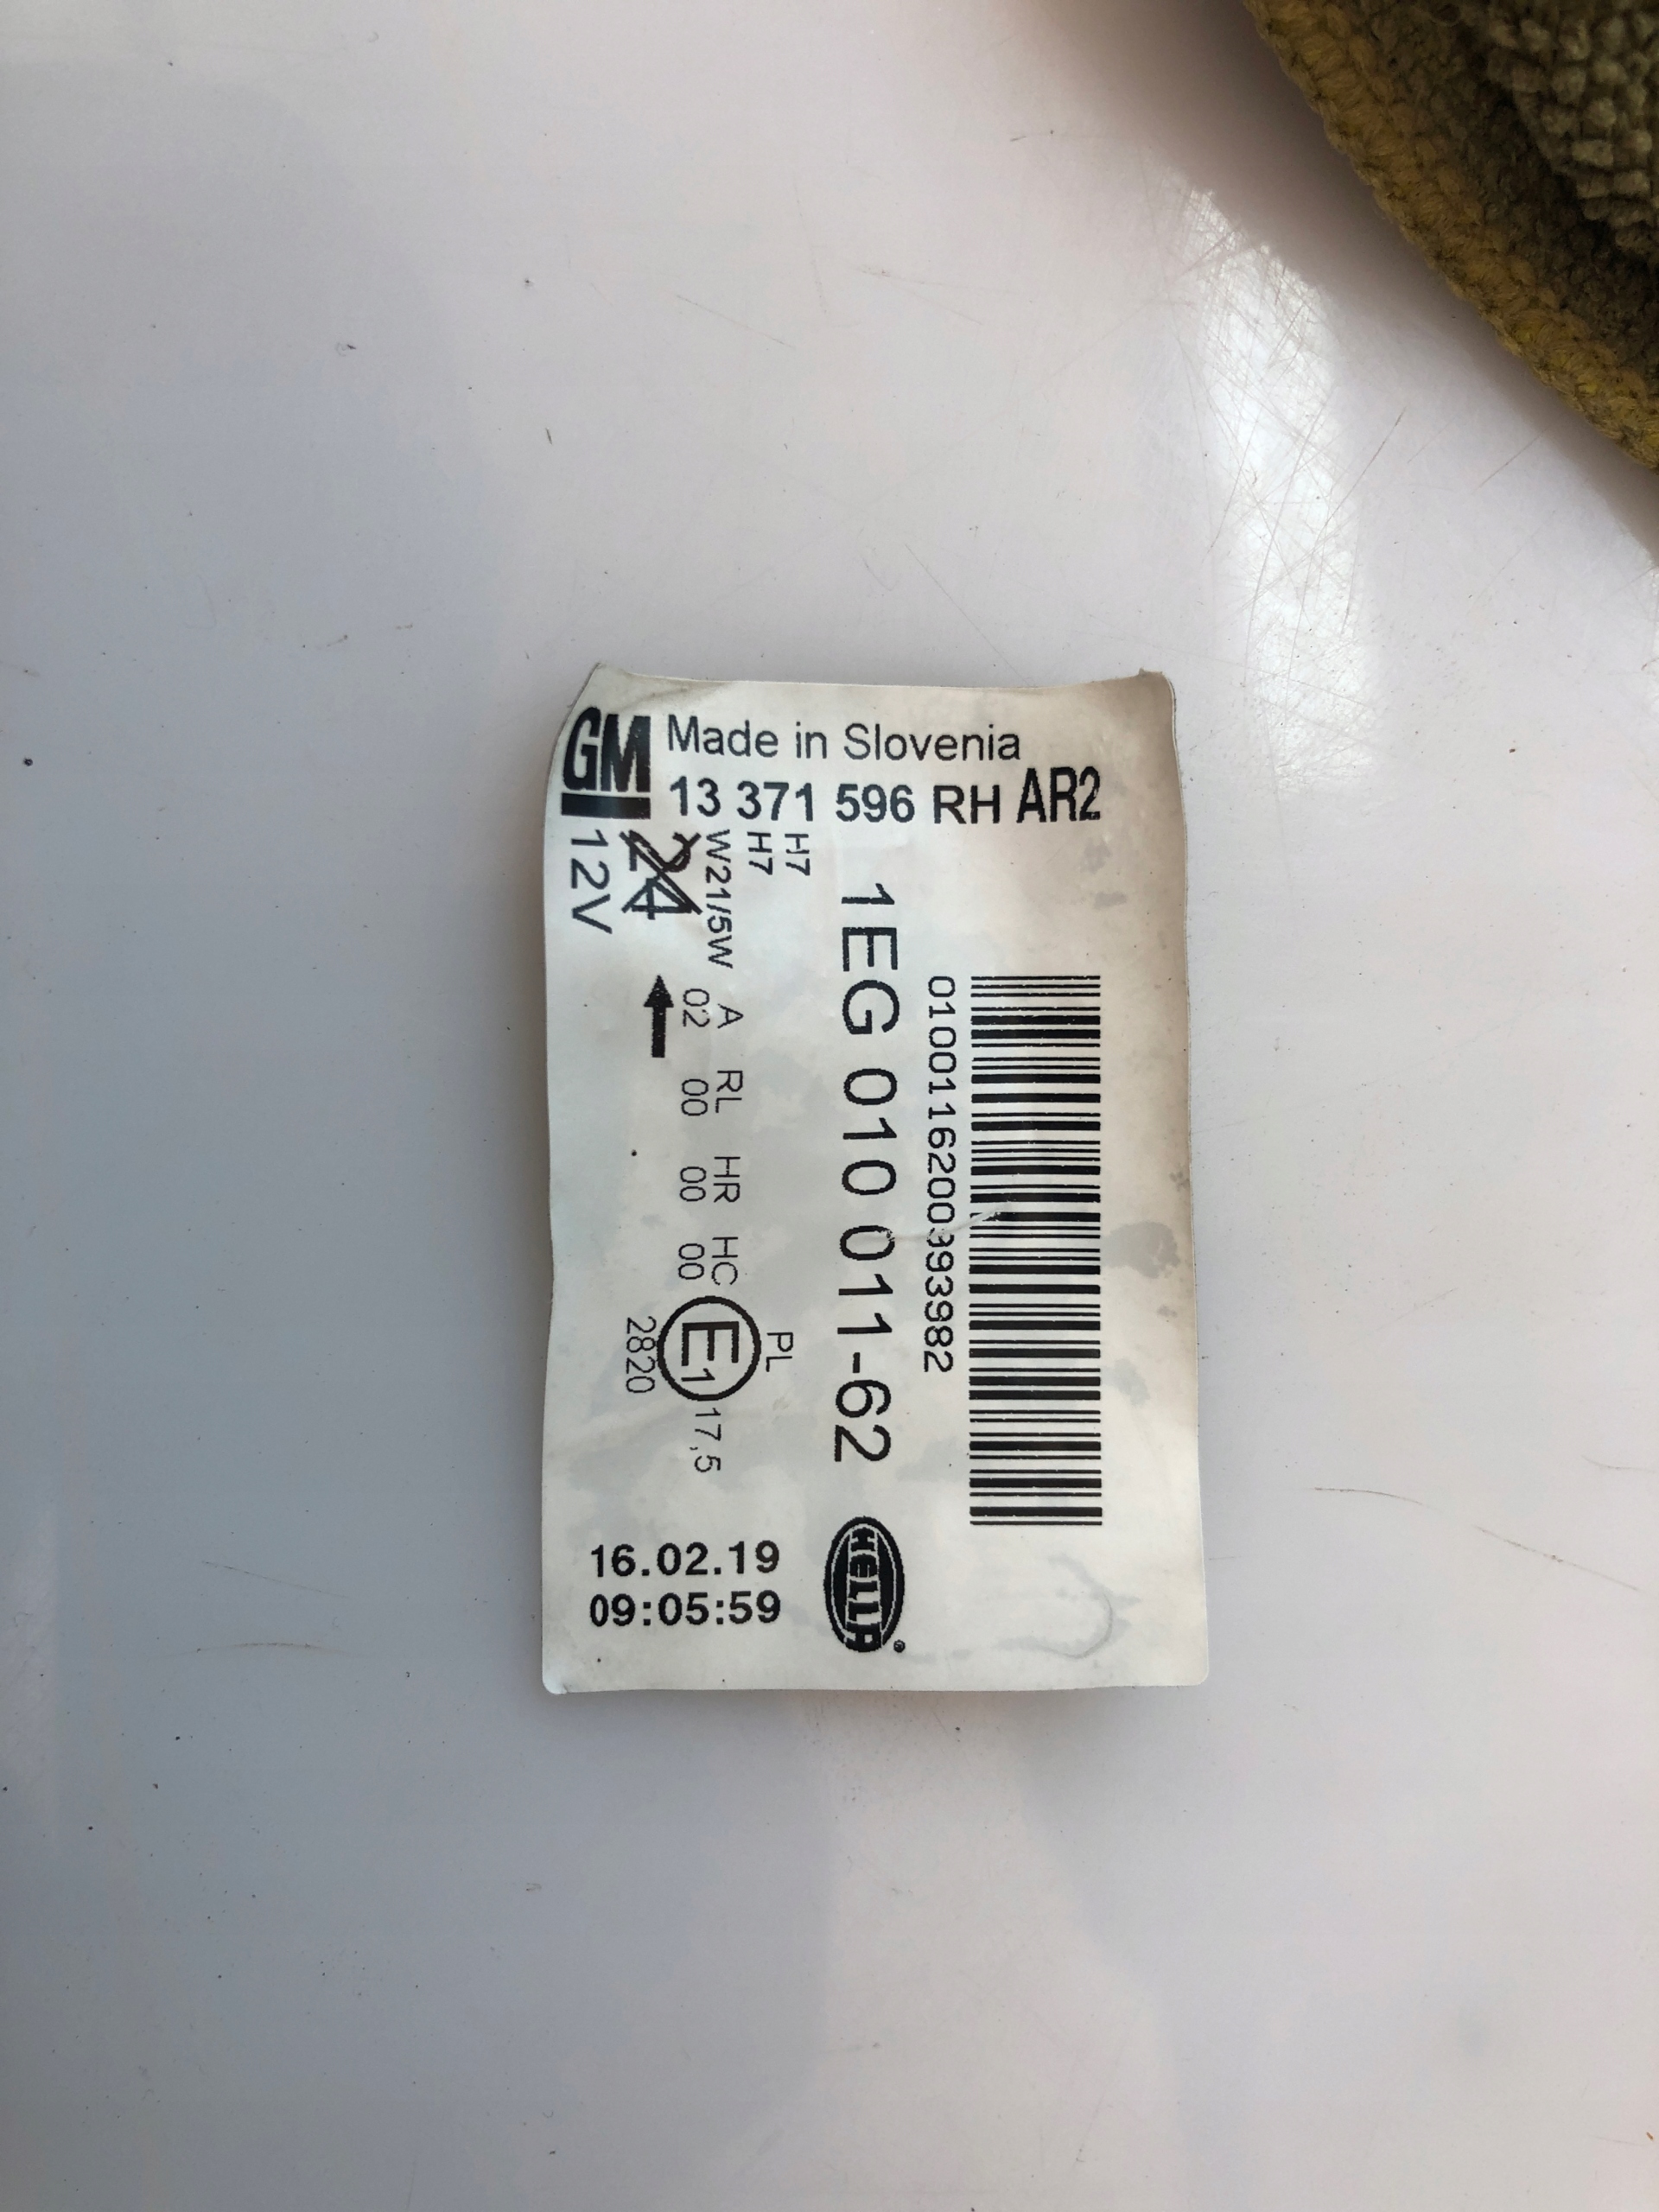 GM
Made in Slovenia
13 371 596 RH AR2
H7
H7
W21/5W
24
12V
A RL HR HC
02 00 00 00
PL
E1
17,5
2820
1EG 010 011-62
HELLA
16.02.19
09:05:59